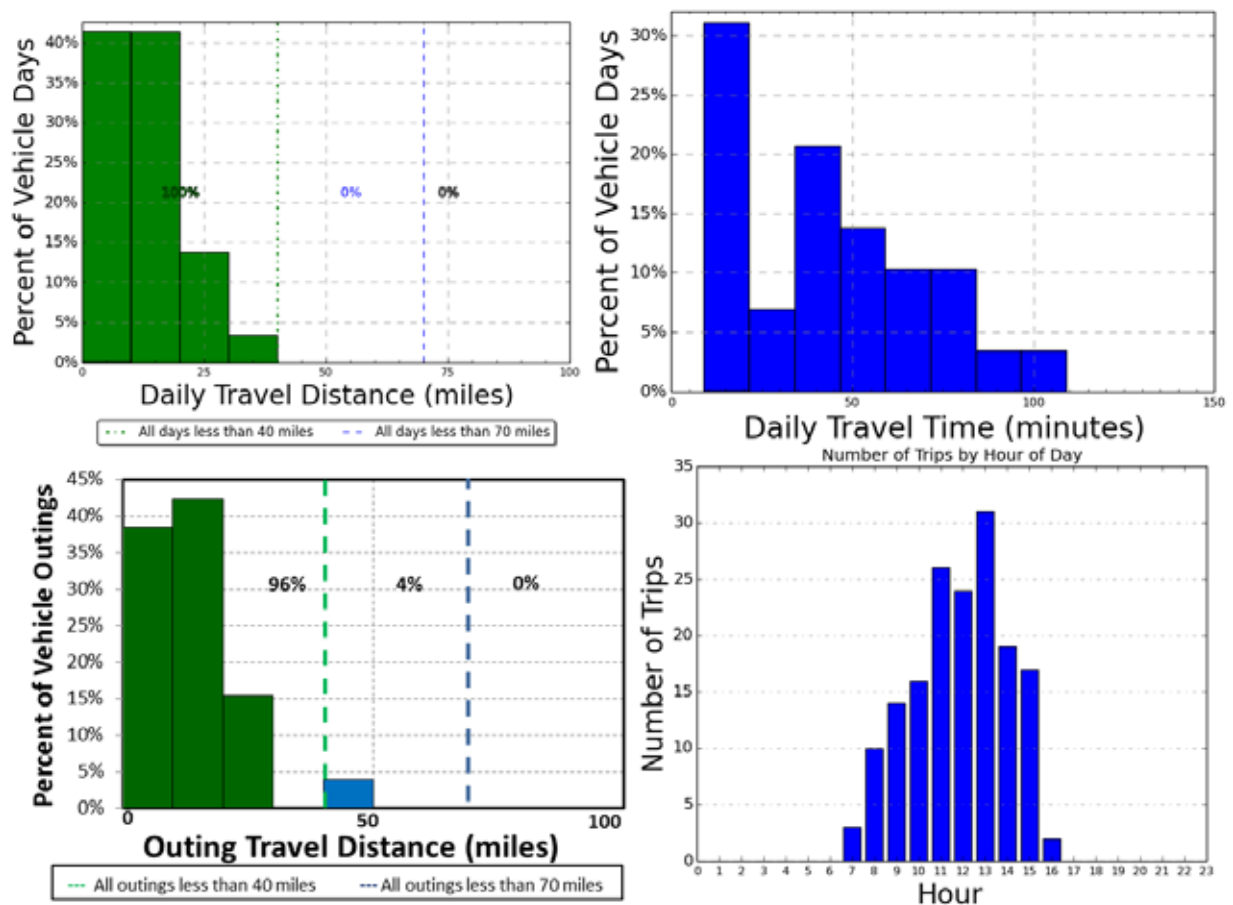 Percent of Vehicle Days
40%
35%
30%
25%
20%
15%
10%
5%
0%
100%
0%
0%
0 25 50 75 100
Daily Travel Distance (miles)
All days less than 40 miles All days less than 70 miles
Percent of Vehicle Days
30%
25%
20%
15%
10%
5%
0%
0 50 100 150
Daily Travel Time (minutes)
Percent of Vehicle Outings
45%
40%
35%
30%
25%
20%
15%
10%
5%
0%
96% 4% 0%
0 50 100
Outing Travel Distance (miles)
All outings less than 40 miles All outings less than 70 miles
Number of Trips by Hour of Day
Number of Trips
35
30
25
20
15
10
5
0
0 1 2 3 4 5 6 7 8 9 10 11 12 13 14 15 16 17 18 19 20 21 22 23
Hour